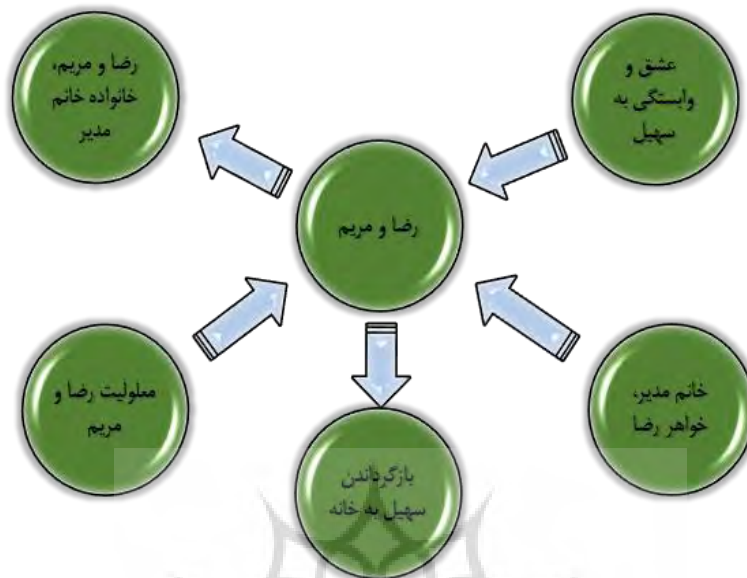 عشق و
وابستگی به
سهیل
رضا و مریم،
خانواده خانم
مدیر
رضا و مریم
خانم مدیر،
خواهر رضا
معلولیت رضا و
مریم
بازگرداندن
سهیل به خانه